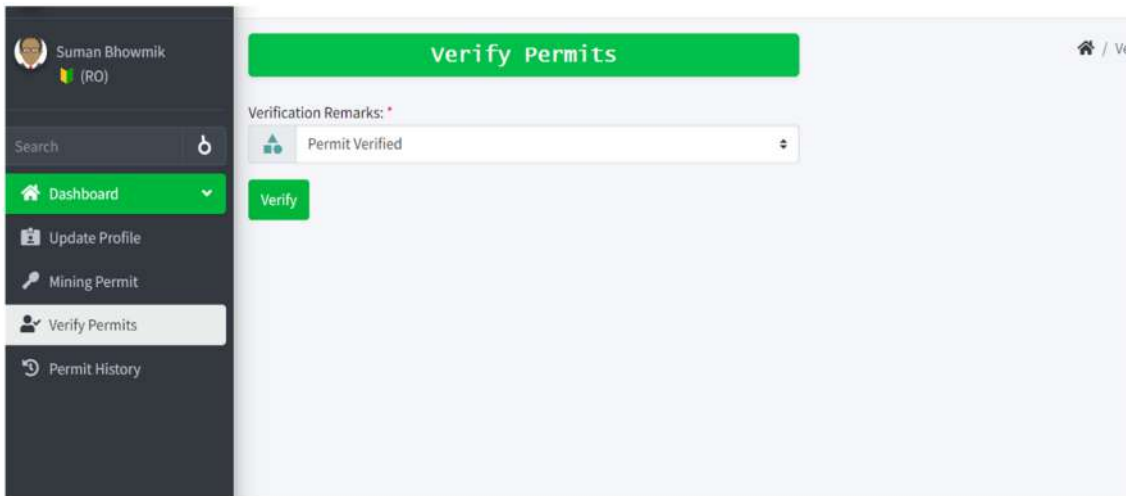 Suman Bhowmik
(RO)
Search
Dashboard
Update Profile
Mining Permit
Verify Permits
Permit History
Verify Permits
/ Ve
Verification Remarks: *
Permit Verified
Verify